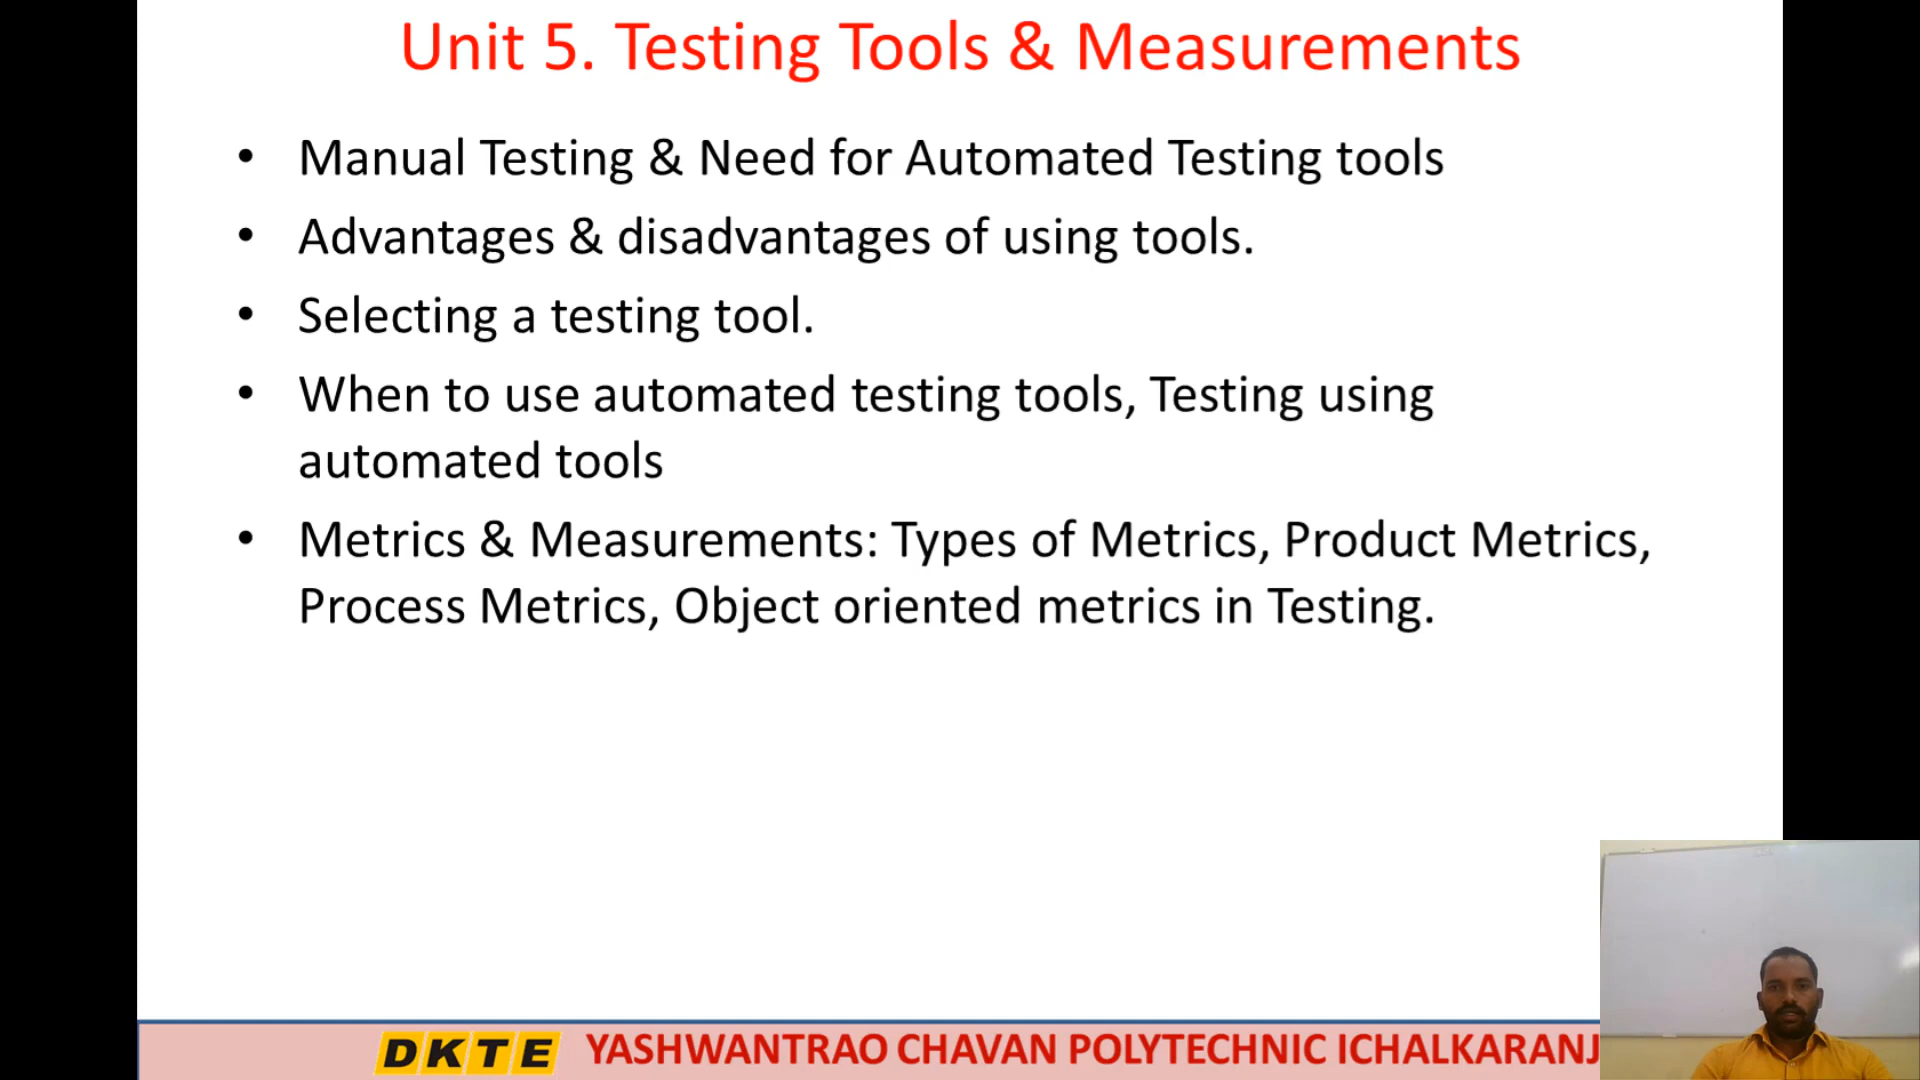 Unit 5. Testing Tools & Measurements
• Manual Testing & Need for Automated Testing tools
• Advantages & disadvantages of using tools.
• Selecting a testing tool.
• When to use automated testing tools, Testing using
automated tools
• Metrics & Measurements: Types of Metrics, Product Metrics,
Process Metrics, Object oriented metrics in Testing.
DKTE YASHWANTRAO CHAVAN POLYTECHNIC ICHALKARANJ